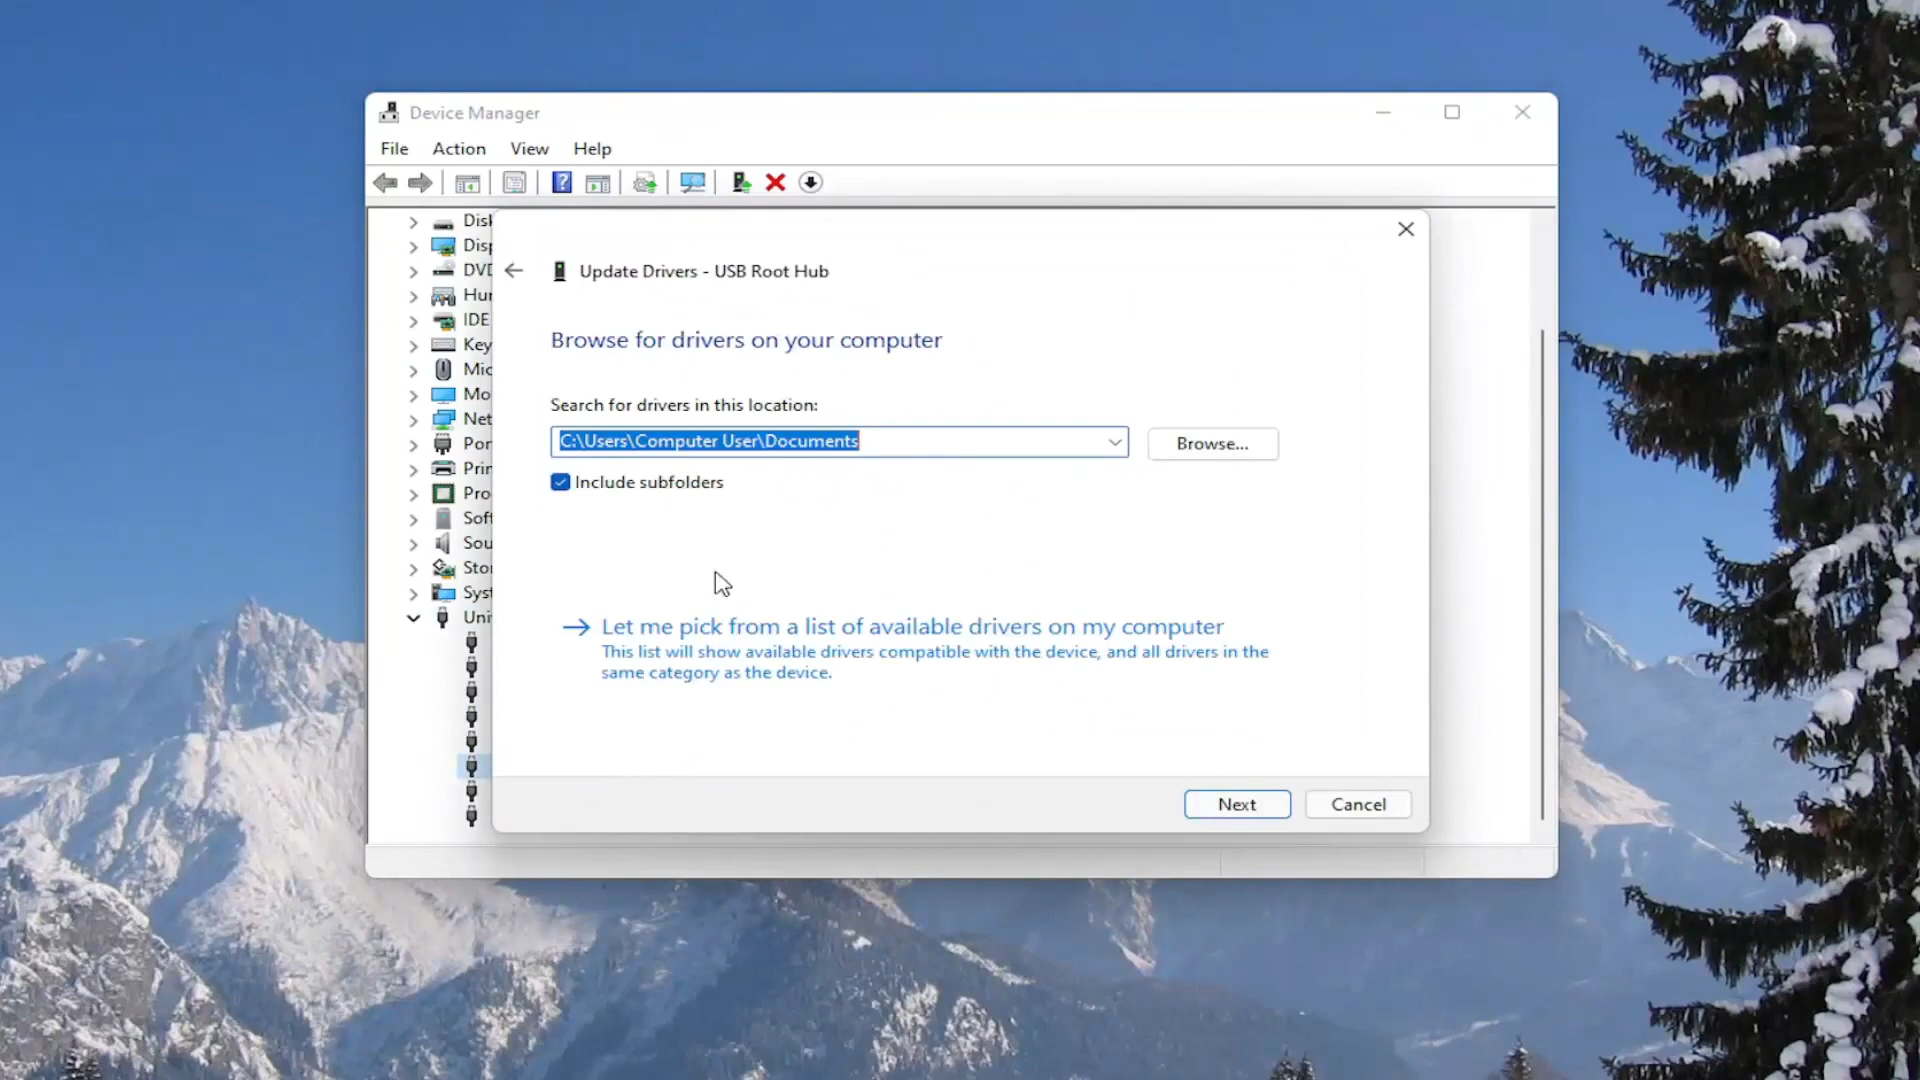 Device Manager
File Action View Help
Disk
Disp
DVD
Hur
IDE
Key
Mic
Mo
Net
Por
Prin
Pro
Soft
Sou
Stor
Syst
Uni
Update Drivers - USB Root Hub
Browse for drivers on your computer
Search for drivers in this location:
C:\Users\Computer User\Documents
Browse...
Include subfolders
Let me pick from a list of available drivers on my computer
This list will show available drivers compatible with the device, and all drivers in the
same category as the device.
Next Cancel